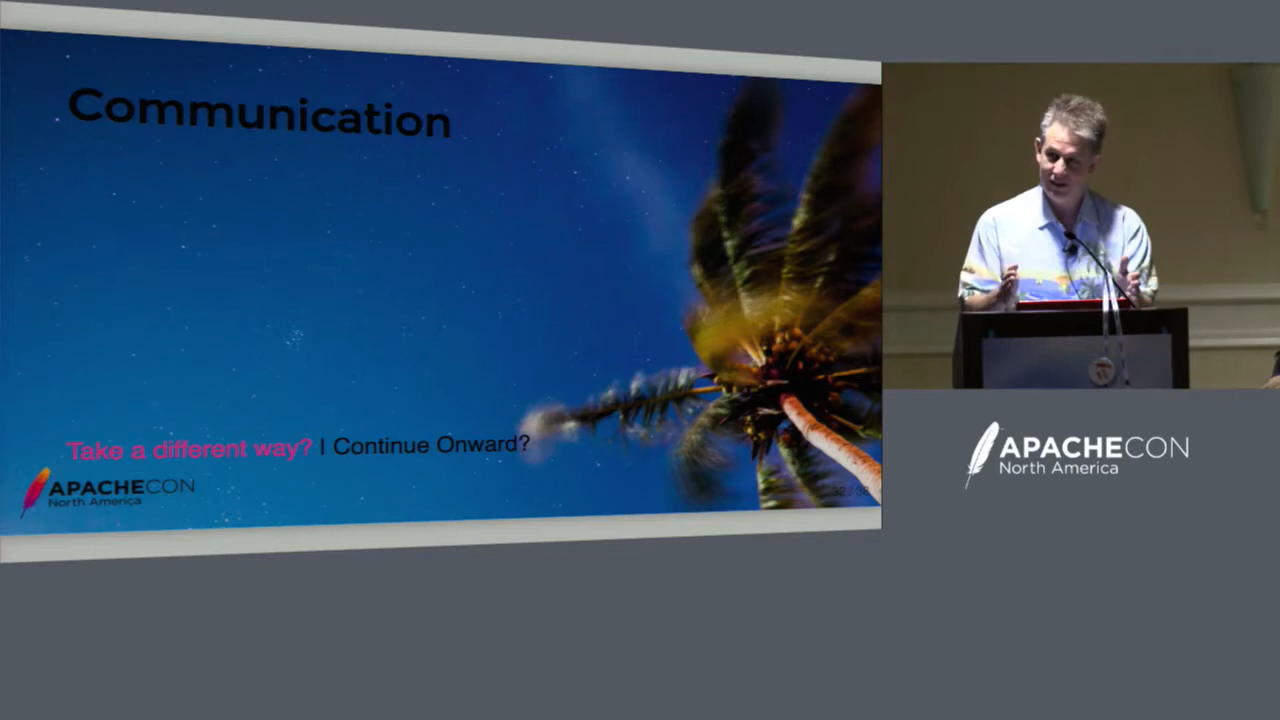 Communication
Take a different way? | Continue Onward?
APACHECON
North America
APACHECON
North America